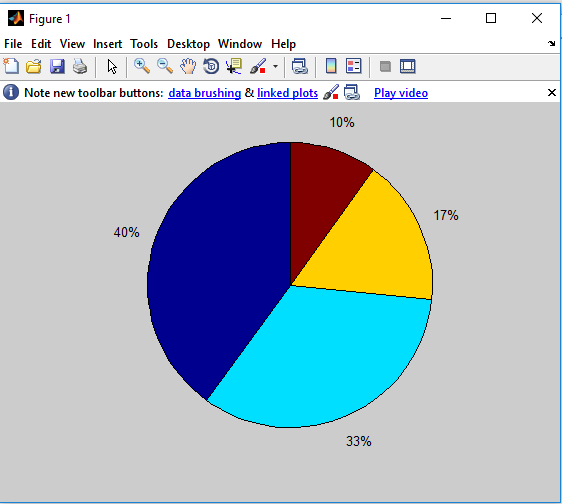 Figure 1
File Edit View Insert Tools Desktop Window Help
Note new toolbar buttons: data brushing & linked plots Play video
10%
17%
40%
33%